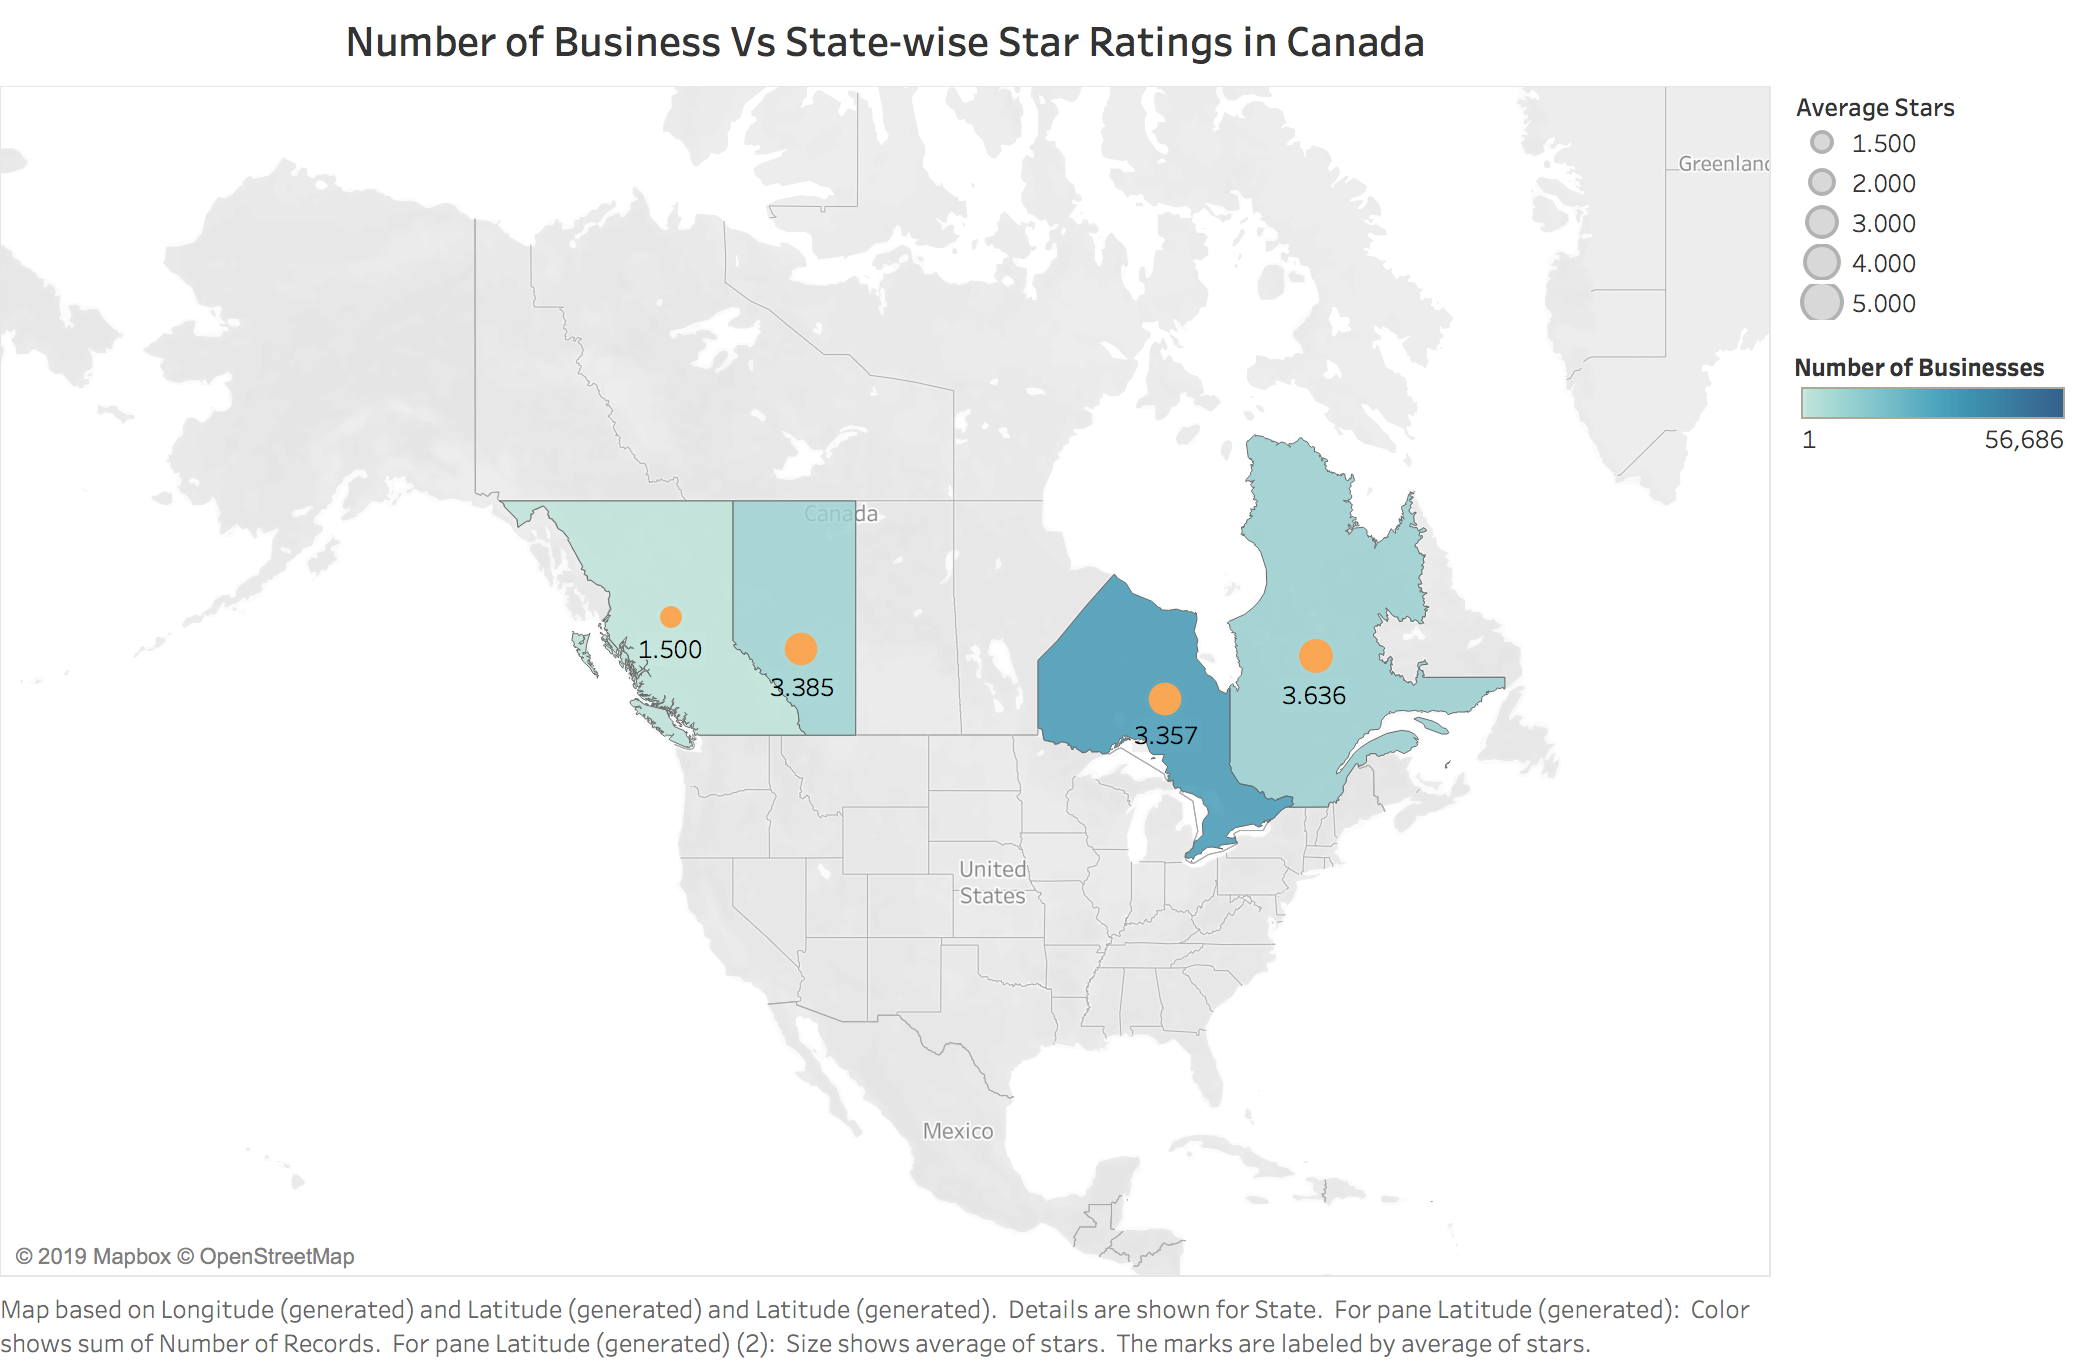 Number of Business Vs State-wise Star Ratings in Canada
Average Stars
1.500
2.000
3.000
4.000
5.000
Number of Businesses
1 56,686
Greenland
Canada
1.500
3.385
3.357
3.636
United
States
Mexico
© 2019 Mapbox © OpenStreetMap
Map based on Longitude (generated) and Latitude (generated) and Latitude (generated). Details are shown for State. For pane Latitude (generated): Color
shows sum of Number of Records. For pane Latitude (generated) (2): Size shows average of stars. The marks are labeled by average of stars.